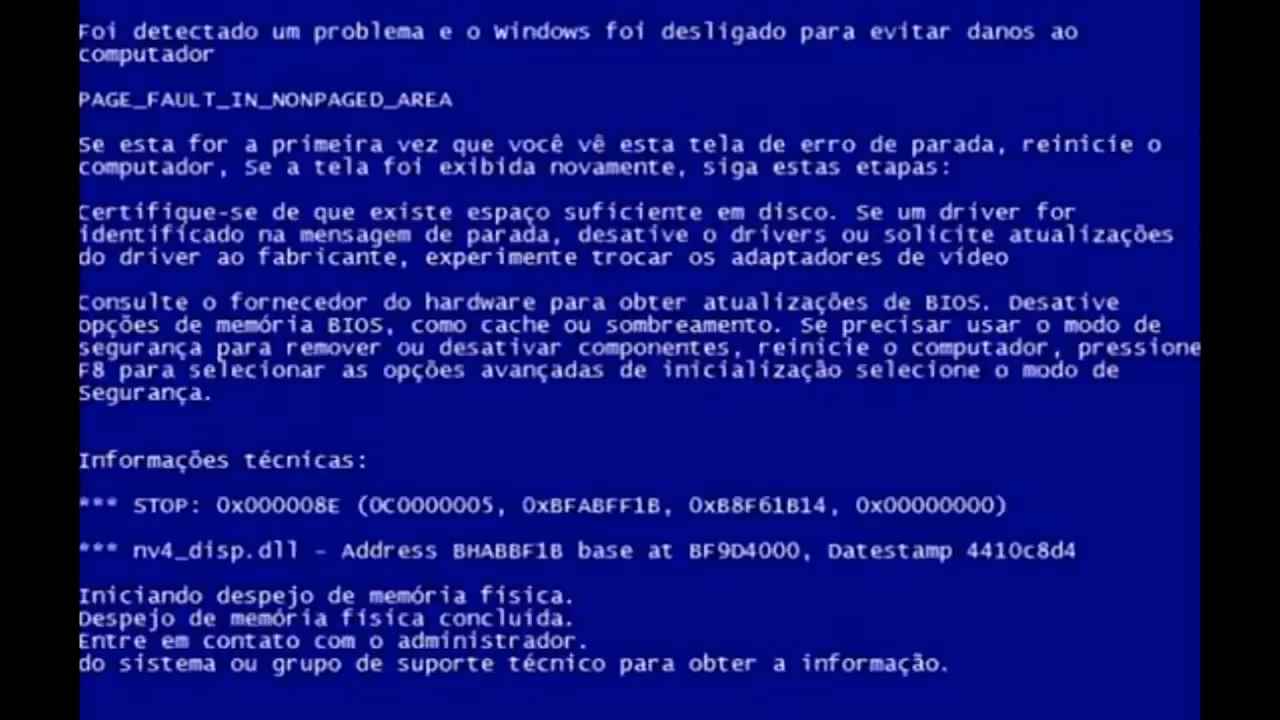 Foi detectado um problema e o Windows foi desligado para evitar danos ao
computador
PAGE_FAULT_IN_NONPAGED_AREA
Se esta for a primeira vez que você vê esta tela de erro de parada, reinicie o
computador, Se a tela foi exibida novamente, siga estas etapas:
Certifique-se de que existe espaço suficiente em disco. Se um driver for
identificado na mensagem de parada, desative o drivers ou solicite atualizações
do driver ao fabricante, experimente trocar os adaptadores de vídeo
Consulte o fornecedor do hardware para obter atualizações de BIOS. Desative
opções de memória BIOS, como cache ou sombreamento. Se precisar usar o modo de
segurança para remover ou desativar componentes, reinicie o computador, pressione
F8 para selecionar as opções avançadas de inicialização selecione o modo de
Segurança.
Informações técnicas:
*** STOP: 0x000008E (0C0000005, 0xBFABFF1B, 0xB8F61B14, 0x00000000)
*** nv4_disp.dll - Address BHABBF1B base at BF9D4000, Datestamp 4410c8d4
Iniciando despejo de memória física.
Despejo de memória física concluída.
Entre em contato com o administrador.
do sistema ou grupo de suporte técnico para obter a informação.